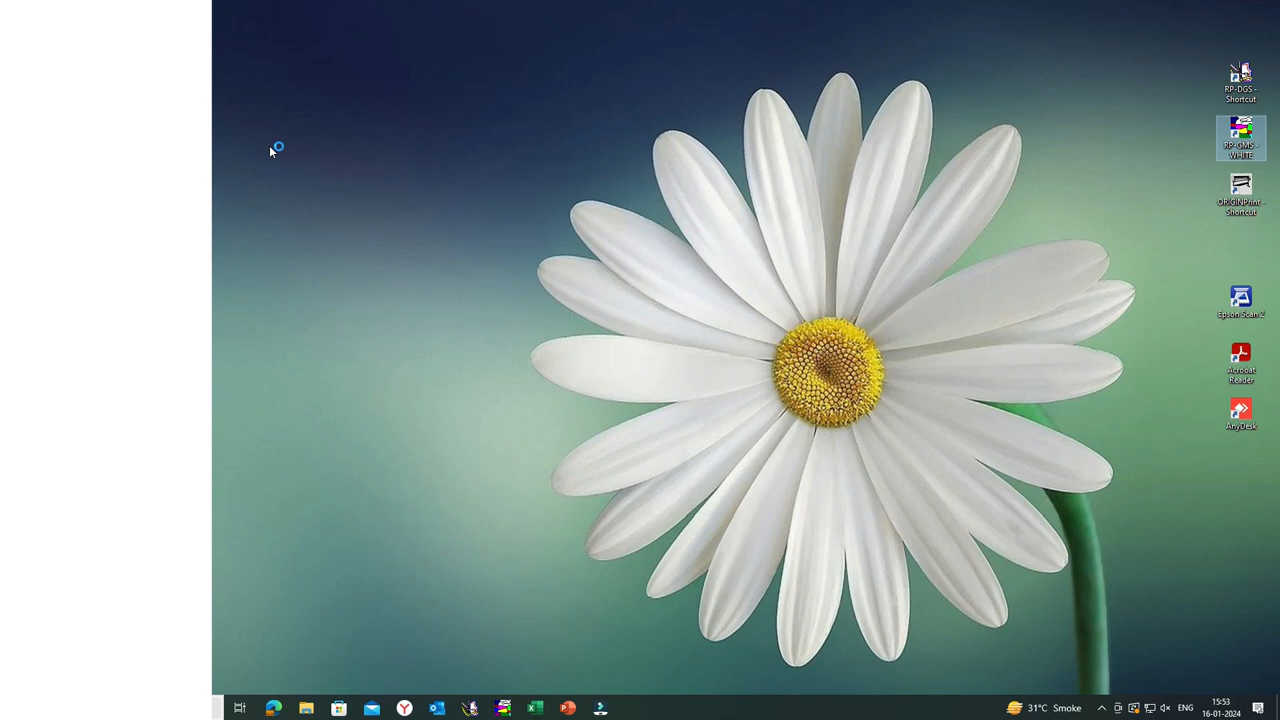 RP-DGS -
Shortcut
RP-GMS -
WHITE
ORIGINPrint -
Shortcut
Epson Scan 2
Acrobat
Reader
AnyDesk
31°C Smoke
ENG
15:53
16-01-2024